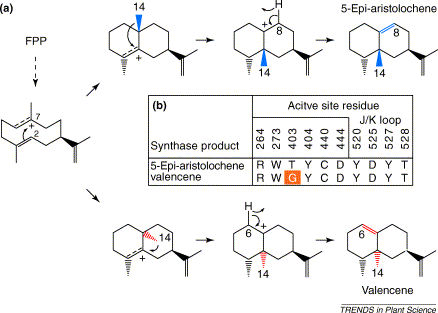 (a)
FPP
7
+
2
14
+
H
+
8
14
5-Epi-aristolochene
8
14
(b)
Acitve site residue
J/K loop
Synthase product
264 273 403 404 440 444 520 525 527 528
5-Epi-aristolochene R W T Y C D Y D Y T
valencene R W G Y C D Y D Y T
14
+
H
6
+
14
6
14
Valencene
TRENDS in Plant Science